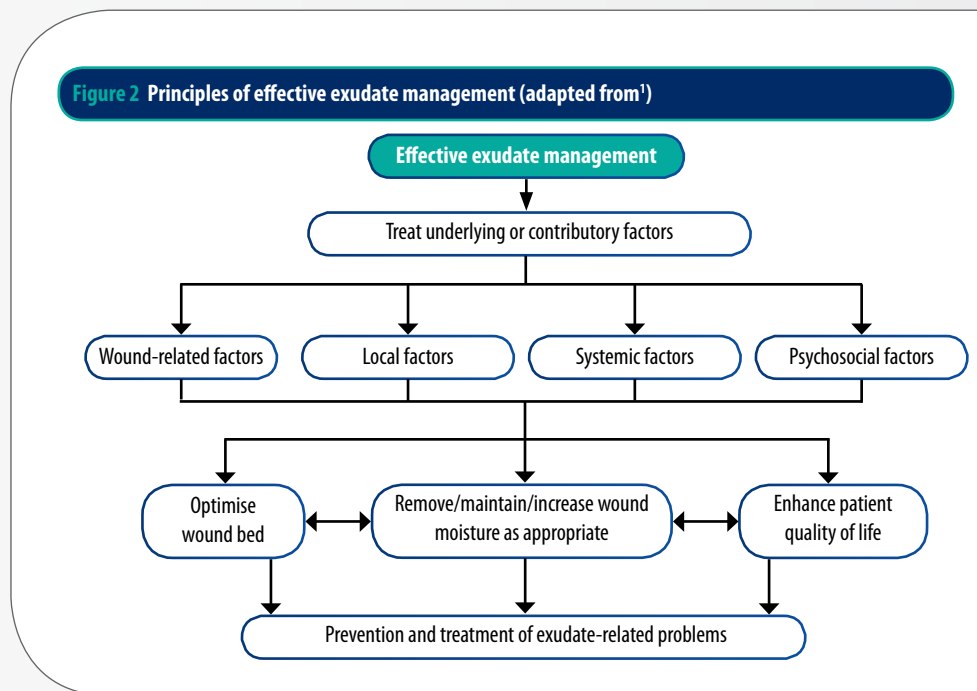 Figure 2 Principles of effective exudate management (adapted from¹)
Effective exudate management
Treat underlying or contributory factors
Wound-related factors
Local factors
Systemic factors
Psychosocial factors
Optimise
wound bed
Remove/maintain/increase wound
moisture as appropriate
Enhance patient
quality of life
Prevention and treatment of exudate-related problems